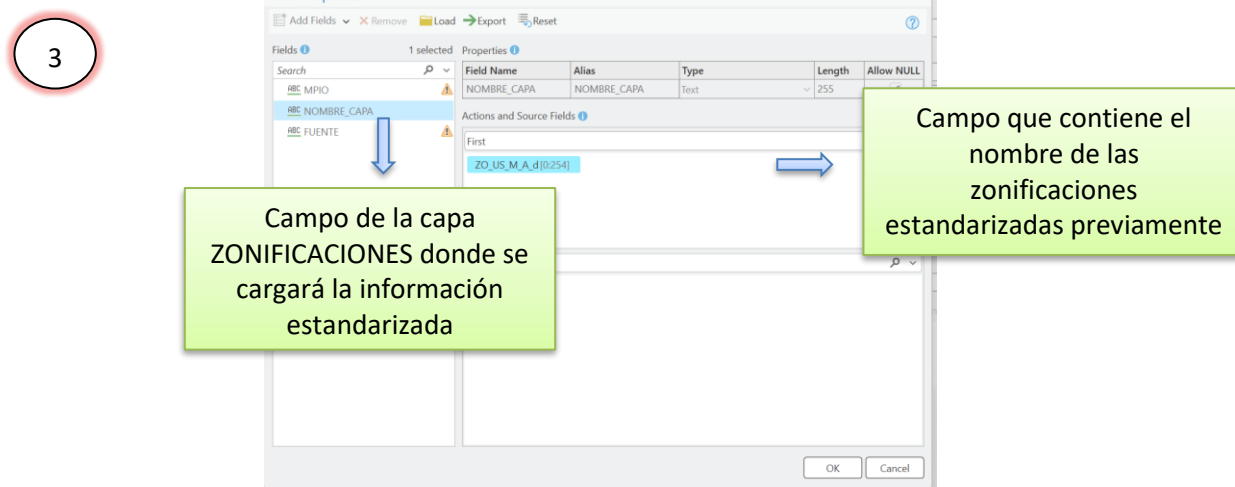 3
Add Fields Remove Load Export Reset
Fields 1 selected Properties
Search
Field Name Alias Type Length Allow NULL
ABC MPIO
NOMBRE_CAPA NOMBRE_CAPA Text 255
ABC NOMBRE_CAPA
Actions and Source Fields
ABC FUENTE
First
ZO_US_M_A_d[0:254]
Campo que contiene el
nombre de las
zonificaciones
estandarizadas previamente
Campo de la capa
ZONIFICACIONES donde se
cargará la información
estandarizada
OK Cancel